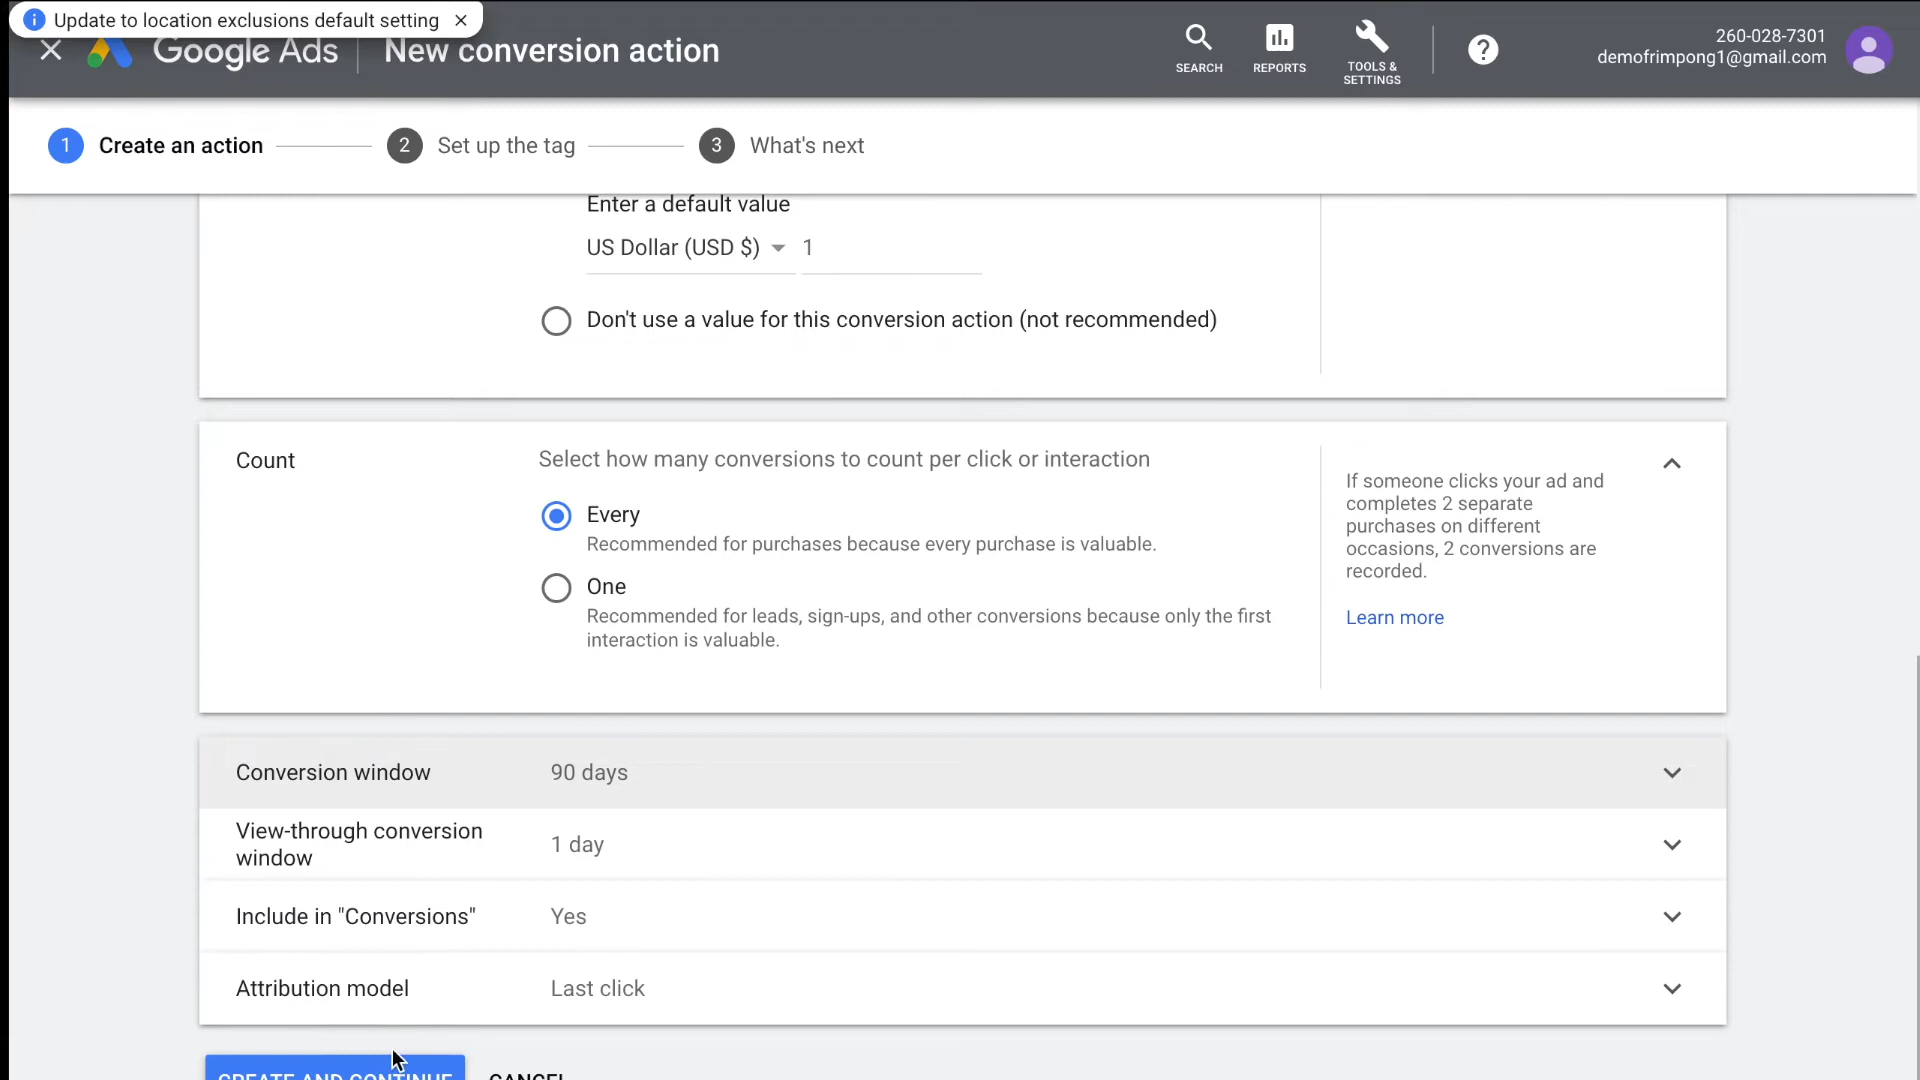 Update to location exclusions default setting
Google Ads
New conversion action
SEARCH
REPORTS
TOOLS &
SETTINGS
260-028-7301
demofrimpong1@gmail.com
1 Create an action
2 Set up the tag
3 What's next
Enter a default value
US Dollar (USD $) 1
Don't use a value for this conversion action (not recommended)
Count
Select how many conversions to count per click or interaction
Every
Recommended for purchases because every purchase is valuable.
One
Recommended for leads, sign-ups, and other conversions because only the first
interaction is valuable.
If someone clicks your ad and
completes 2 separate
purchases on different
occasions, 2 conversions are
recorded.
Learn more
Conversion window 90 days
View-through conversion
window
1 day
Include in "Conversions" Yes
Attribution model Last click
CREATE AND CONTINUE CANCEL